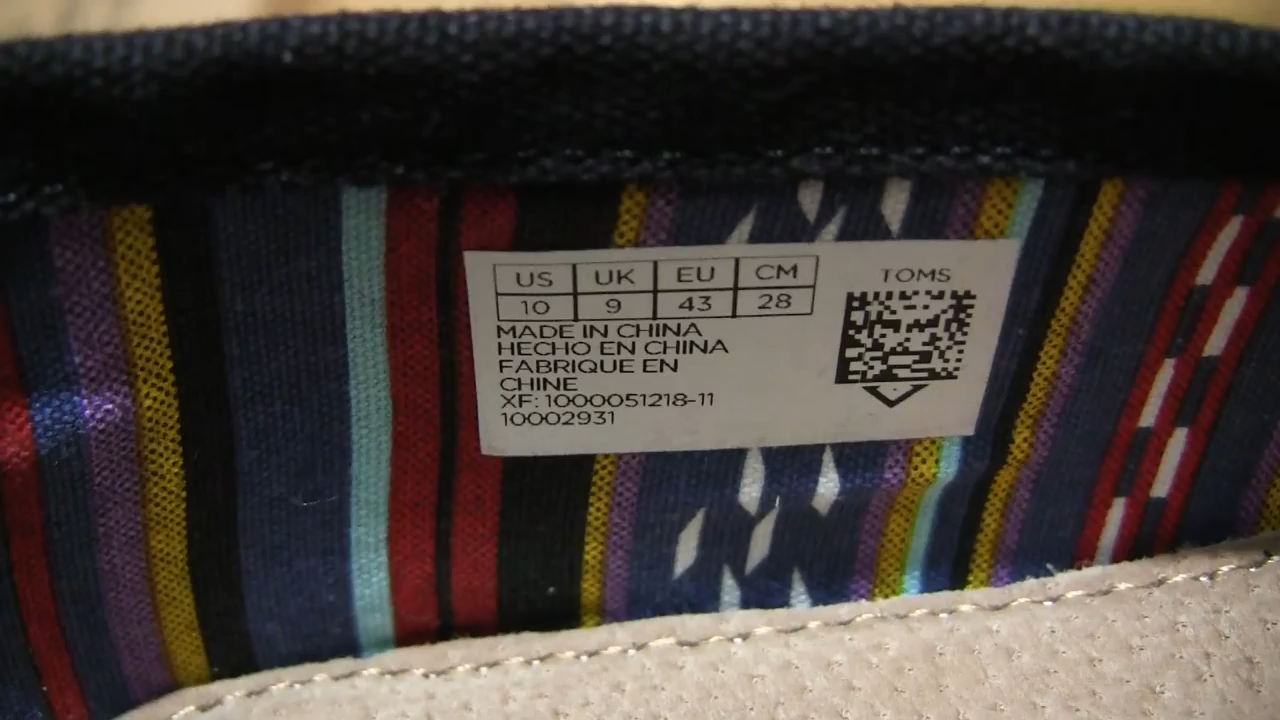 US UK EU CM
10 9 43 28
MADE IN CHINA
HECHO EN CHINA
FABRIQUE EN
CHINE
XF: 1000051218-11
10002931
TOMS